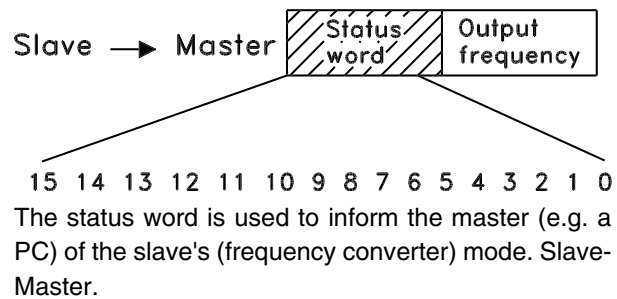 Slave → Master Status word Output frequency
15 14 13 12 11 10 9 8 7 6 5 4 3 2 1 0
The status word is used to inform the master (e.g. a
PC) of the slave's (frequency converter) mode. Slave-
Master.